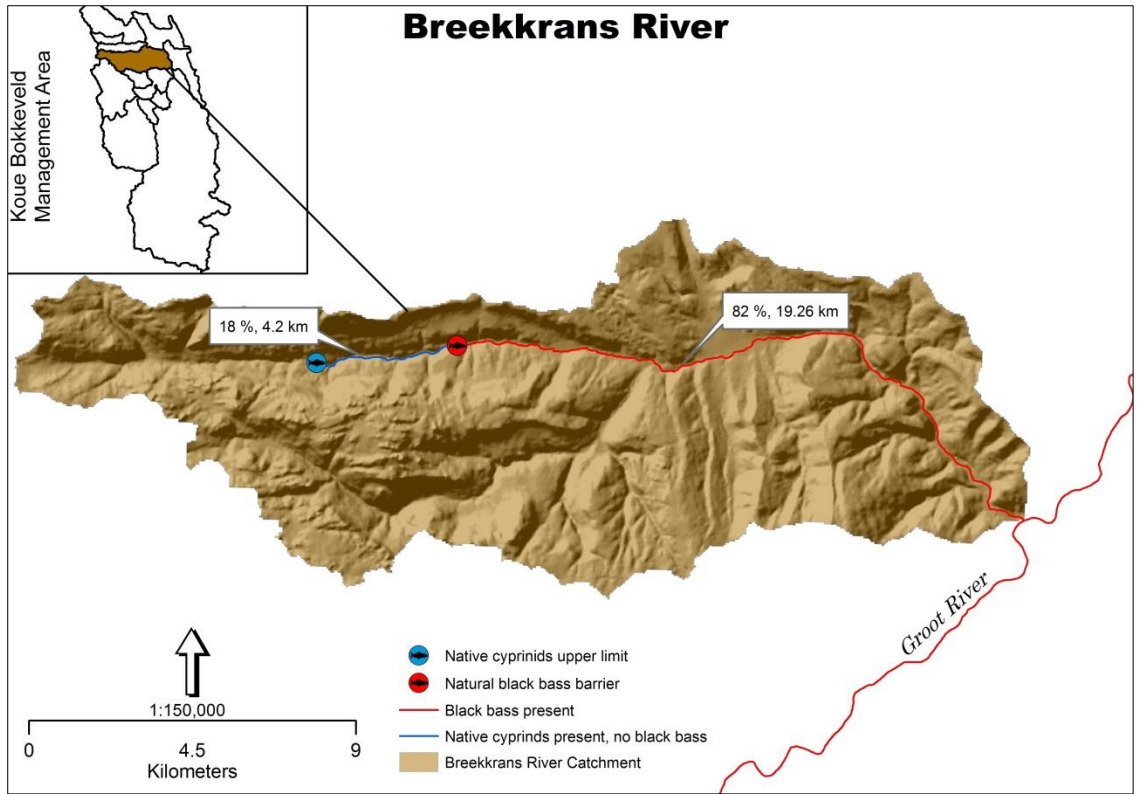 Breekkrans River
Koue Bokkeveld
Management Area
18 %, 4.2 km
82 %, 19.26 km
Groot River
1:150,000
0 4.5 9
Kilometers
Native cyprinids upper limit
Natural black bass barrier
Black bass present
Native cyprinds present, no black bass
Breekkrans River Catchment